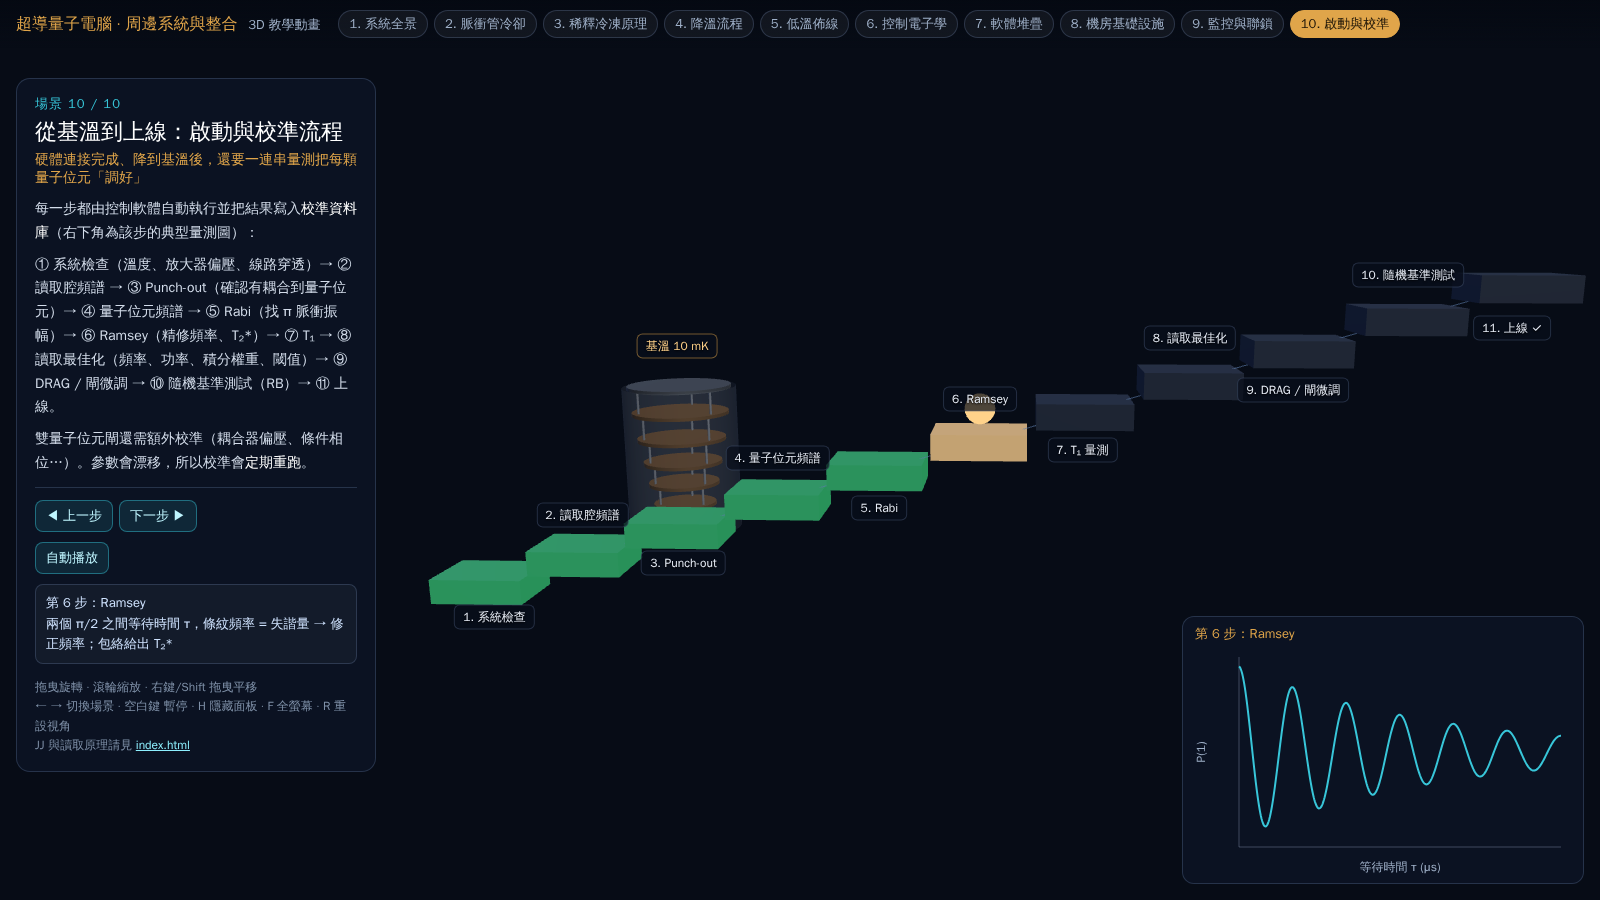 超導量子電腦 · 周邊系統與整合
3D 教學動畫
1. 系統全景
2. 脈衝管冷卻
3. 稀釋冷凍原理
4. 降溫流程
5. 低溫佈線
6. 控制電子學
7. 軟體堆疊
8. 機房基礎設施
9. 監控與聯鎖
10. 啟動與校準
場景 10 / 10
從基溫到上線：啟動與校準流程
硬體連接完成、降到基溫後，還要一連串量測把每顆
量子位元「調好」
每一步都由控制軟體自動執行並把結果寫入校準資料
庫（右下角為該步的典型量測圖）：
① 系統檢查（溫度、放大器偏壓、線路穿透）→ ②
讀取腔頻譜 → ③ Punch-out（確認有耦合到量子位
元）→ ④ 量子位元頻譜 → ⑤ Rabi（找 π 脈衝振
幅）→ ⑥ Ramsey（精修頻率、T₂*）→ ⑦ T₁ → ⑧
讀取最佳化（頻率、功率、積分權重、閾值）→ ⑨
DRAG / 閘微調 → ⑩ 隨機基準測試（RB）→ ⑪ 上
線。
雙量子位元閘還需額外校準（耦合器偏壓、條件相
位⋯）。參數會漂移，所以校準會定期重跑。
◀ 上一步
下一步 ▶
自動播放
第 6 步：Ramsey
兩個 π/2 之間等待時間 τ，條紋頻率 = 失諧量 → 修
正頻率；包絡給出 T₂*
拖曳旋轉 · 滾輪縮放 · 右鍵/Shift 拖曳平移
← → 切換場景 · 空白鍵 暫停 · H 隱藏面板 · F 全螢幕 · R 重
設視角
JJ 與讀取原理請見 index.html
基溫 10 mK
1. 系統檢查
2. 讀取腔頻譜
3. Punch-out
4. 量子位元頻譜
5. Rabi
6. Ramsey
7. T₁ 量測
8. 讀取最佳化
9. DRAG / 閘微調
10. 隨機基準測試
11. 上線 ✓
第 6 步：Ramsey
P(1)
等待時間 τ (μs)